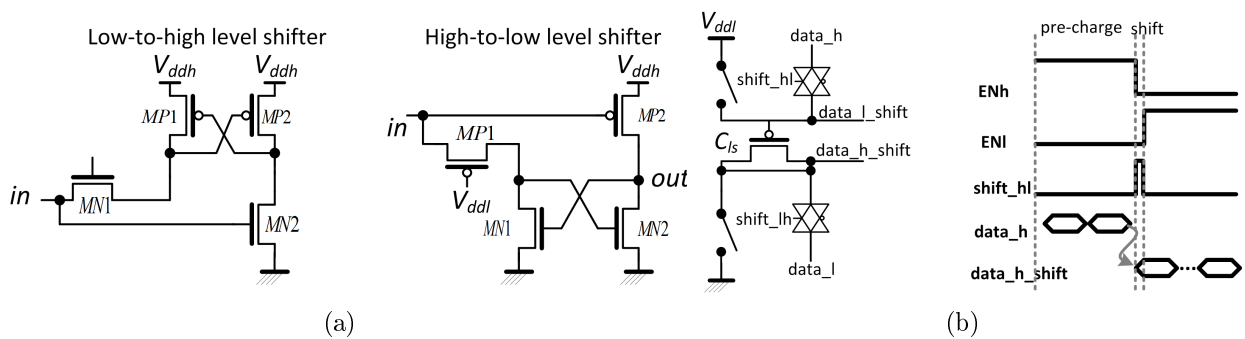 Low-to-high level shifter
Vddh
Vddh
MP1
MP2
in
MN1
MN2
High-to-low level shifter
Vddh
in
MP2
MP1
Vddl
out
MN1
MN2
(a)
Vddl
data_h
shift_hl
data_l_shift
Cls
data_h_shift
shift_lh
data_l
pre-charge shift
ENh
ENl
shift_hl
data_h
data_h_shift
(b)